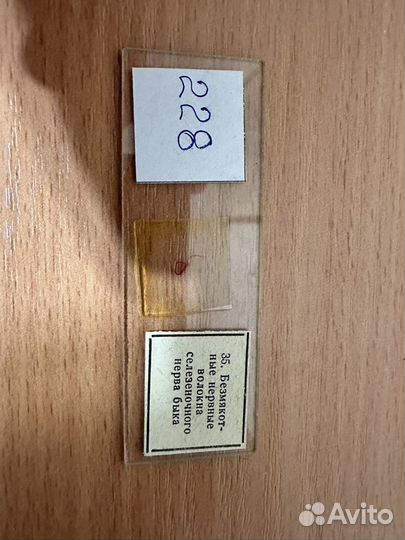 228
35. Безмякот-
ные нервные
волокна
селезеночного
нерва быка
Avito